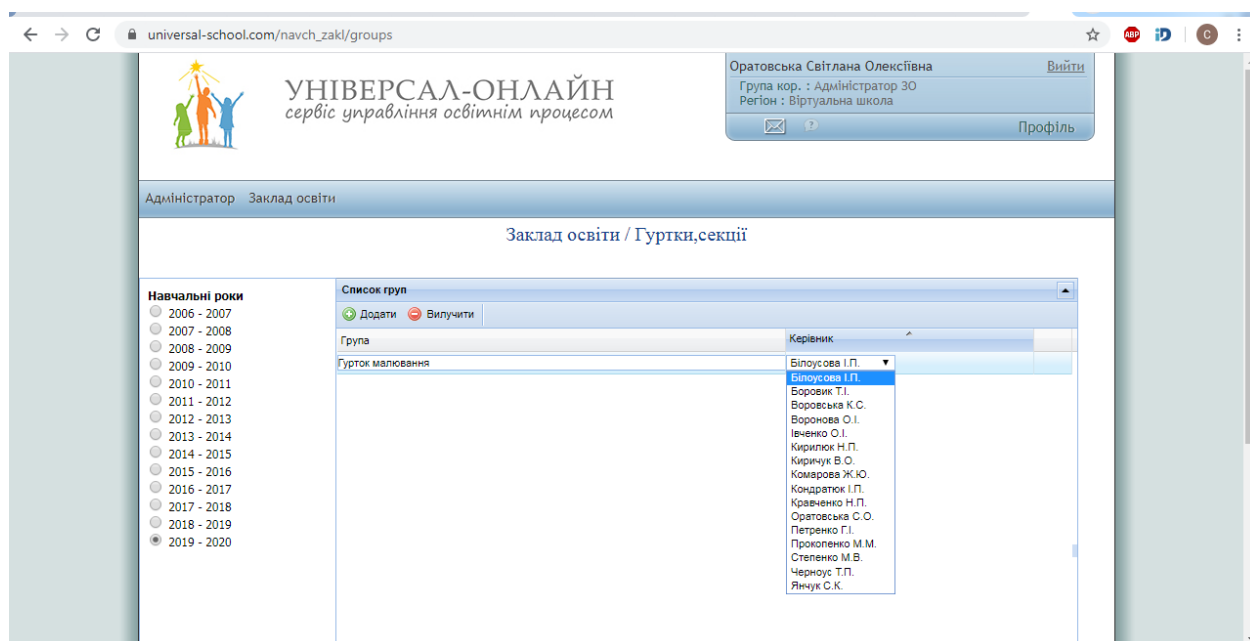 universal-school.com/navch_zakl/groups
ABP
C
УНІВЕРСАЛ-ОНЛАЙН
сервіс управління освітнім процесом
Оратовська Світлана Олексіївна
Вийти
Група кор. : Адміністратор ЗО
Регіон : Віртуальна школа
?
Профіль
Адміністратор Заклад освіти
Заклад освіти / Гуртки,секції
Навчальні роки
2006 - 2007
2007 - 2008
2008 - 2009
2009 - 2010
2010 - 2011
2011 - 2012
2012 - 2013
2013 - 2014
2014 - 2015
2015 - 2016
2016 - 2017
2017 - 2018
2018 - 2019
2019 - 2020
Список груп
Додати Вилучити
Група Керівник
Гурток малювання Білоусова І.П.
Білоусова І.П.
Боровик Т.І.
Воровська К.С.
Воронова О.І.
Івченко О.І.
Кирилюк Н.П.
Киричук В.О.
Комарова Ж.Ю.
Кондратюк І.П.
Кравченко Н.П.
Оратовська С.О.
Петренко Г.І.
Прокопенко М.М.
Степенко М.В.
Черноус Т.П.
Янчук С.К.